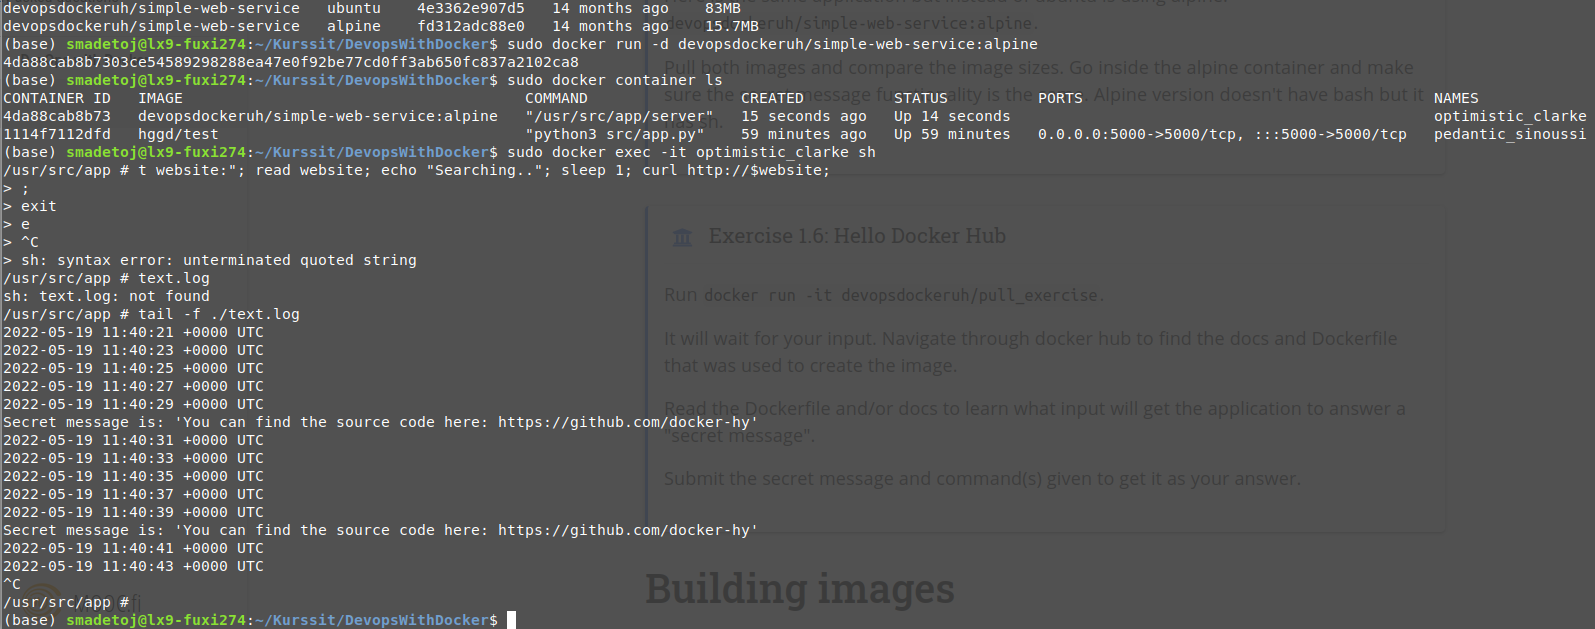 devopsdockeruh/simple-web-service   ubuntu    4e3362e907d5   14 months ago    83MB
devopsdockeruh/simple-web-service   alpine    fd312adc88e0   14 months ago    15.7MB
devopsdockeruh/simple-web-service:alpine.
(base) smadetoj@lx9-fuxi274:~/Kurssit/DevopsWithDocker$ sudo docker run -d devopsdockeruh/simple-web-service:alpine
4da88cab8b7303ce54589298288ea47e0f92be77cd0ff3ab650fc837a2102ca8
Pull both images and compare the image sizes. Go inside the alpine container and make
(base) smadetoj@lx9-fuxi274:~/Kurssit/DevopsWithDocker$ sudo docker container ls
sure the secret message functionality is the same. Alpine version doesn't have bash but it
has sh.
CONTAINER ID   IMAGE                                      COMMAND                 CREATED          STATUS          PORTS                                       NAMES
4da88cab8b73   devopsdockeruh/simple-web-service:alpine   "/usr/src/app/server"   15 seconds ago   Up 14 seconds                                               optimistic_clarke
1114f7112dfd   hggd/test                                  "python3 src/app.py"    59 minutes ago   Up 59 minutes   0.0.0.0:5000->5000/tcp, :::5000->5000/tcp   pedantic_sinoussi
(base) smadetoj@lx9-fuxi274:~/Kurssit/DevopsWithDocker$ sudo docker exec -it optimistic_clarke sh
/usr/src/app # t website:"; read website; echo "Searching.."; sleep 1; curl http://$website;
> ;
> exit
> e
> ^C
> sh: syntax error: unterminated quoted string
/usr/src/app # text.log
sh: text.log: not found
/usr/src/app # tail -f ./text.log
2022-05-19 11:40:21 +0000 UTC
2022-05-19 11:40:23 +0000 UTC
2022-05-19 11:40:25 +0000 UTC
2022-05-19 11:40:27 +0000 UTC
2022-05-19 11:40:29 +0000 UTC
Secret message is: 'You can find the source code here: https://github.com/docker-hy'
2022-05-19 11:40:31 +0000 UTC
2022-05-19 11:40:33 +0000 UTC
2022-05-19 11:40:35 +0000 UTC
2022-05-19 11:40:37 +0000 UTC
2022-05-19 11:40:39 +0000 UTC
Secret message is: 'You can find the source code here: https://github.com/docker-hy'
2022-05-19 11:40:41 +0000 UTC
2022-05-19 11:40:43 +0000 UTC
^C
/usr/src/app #
(base) smadetoj@lx9-fuxi274:~/Kurssit/DevopsWithDocker$
Exercise 1.6: Hello Docker Hub
Run docker run -it devopsdockeruh/pull_exercise.
It will wait for your input. Navigate through docker hub to find the docs and Dockerfile
that was used to create the image.
Read the Dockerfile and/or docs to learn what input will get the application to answer a
"secret message".
Submit the secret message and command(s) given to get it as your answer.
Building images
MOOC.fi